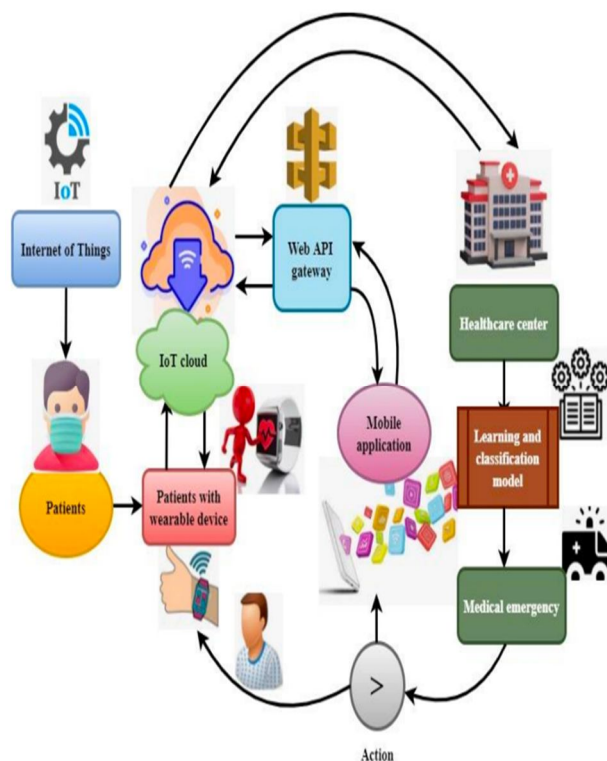 IoT
Internet of Things
Web API
gateway
Healthcare center
IoT cloud
Mobile
application
Learning and
classification
model
Patients
Patients with
wearable device
Medical emergency
>
Action